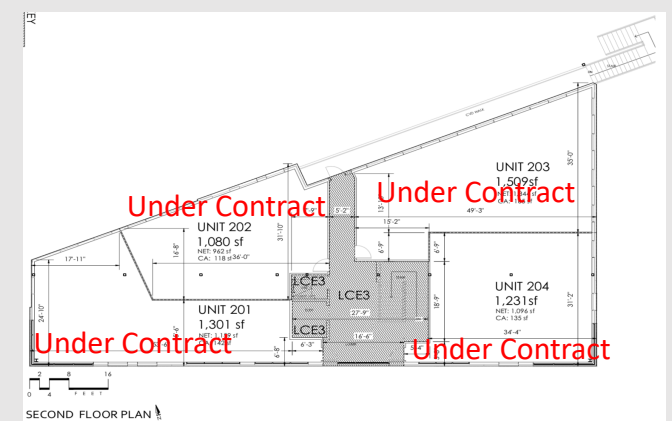 EY
UNIT 203
1,509sf
Under Contract
49'-3"
35'-0"
5'-2"
15'-2"
6'-9"
6'-9"
Under Contract
UNIT 202
1,080 sf
NET: 962 sf
CA: 118 sf
36'-0"
31'-10"
16'-8"
17'-11"
24'-10"
LCE3
LCE3
LCE3
27'-9"
16'-6"
18'-9"
UNIT 204
1,231sf
NET: 1,096 sf
CA: 135 sf
34'-4"
31'-2"
UNIT 201
1,301 sf
Under Contract
6'-3"
6'-8"
Under Contract
2 8 16
0 4 FEET
SECOND FLOOR PLAN